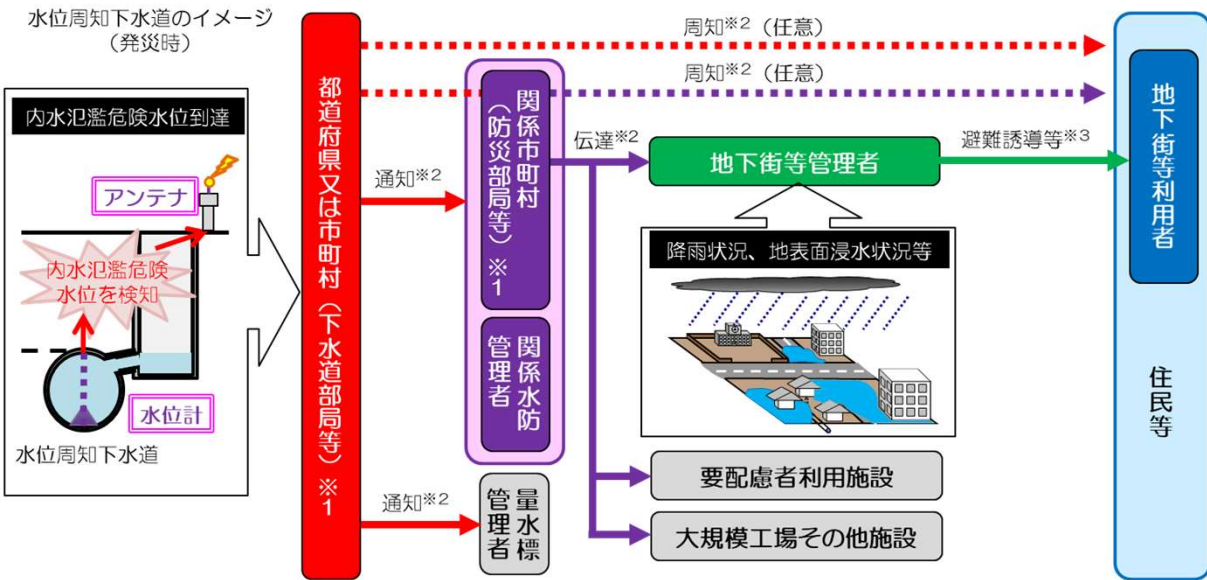 水位周知下水道のイメージ
（発災時）
内水氾濫危険水位到達
アンテナ
内水氾濫危険
水位を検知
水位計
水位周知下水道
都道府県又は市町村（下水道部局等）※1
周知※2（任意）
周知※2（任意）
通知※2
関係市町村
（防災部局等）※1
関係水防
管理者
通知※2
量水標
管理者
伝達※2
地下街等管理者
避難誘導等※3
降雨状況、地表面浸水状況等
要配慮者利用施設
大規模工場その他施設
地下街等利用者
住民等